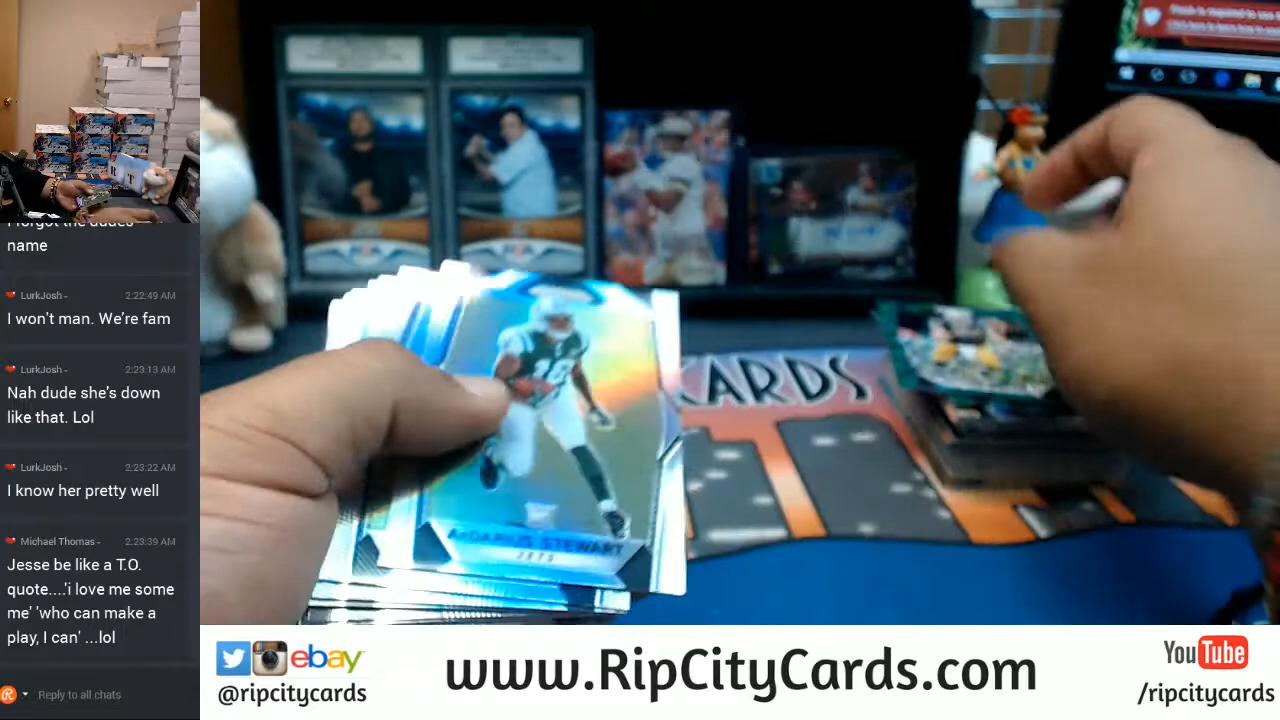 name
LurkJosh - 2:22:49 AM
I won't man. We're fam
LurkJosh - 2:23:13 AM
Nah dude she's down
like that. Lol
LurkJosh - 2:23:22 AM
I know her pretty well
Michael Thomas - 2:23:39 AM
Jesse be like a T.O.
quote....'i love me some
me' 'who can make a
play, I can' ...lol
Reply to all chats
CARDS
ArDARIUS STEWART
JETS
ebay
@ripcitycards
www.RipCityCards.com
YouTube
/ripcitycards